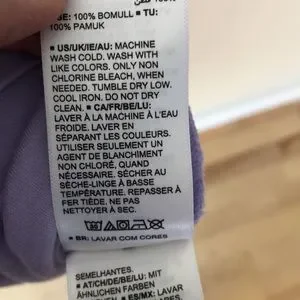 SE: 100% BOMULL ■ TU:
100% PAMUK
■ US/UK/IE/AU: MACHINE
WASH COLD. WASH WITH
LIKE COLORS. ONLY NON
CHLORINE BLEACH, WHEN
NEEDED. TUMBLE DRY LOW.
COOL IRON. DO NOT DRY
CLEAN. ■ CA/FR/BE/LU:
LAVER À LA MACHINE À L'EAU
FROIDE. LAVER EN
SÉPARANT LES COULEURS.
UTILISER SEULEMENT UN
AGENT DE BLANCHIMENT
NON CHLORÉ, QUAND
NÉCESSAIRE. SÉCHER AU
SÈCHE-LINGE À BASSE
TEMPÉRATURE. REPASSER À
FER TIÈDE. NE PAS
NETTOYER À SEC.
■ BR: LAVAR COM CORES
SEMELHANTES.
■ AT/CH/DE/BE/LU: MIT
ÄHNLICHEN FARBEN
■ ES/MX: LAVAR